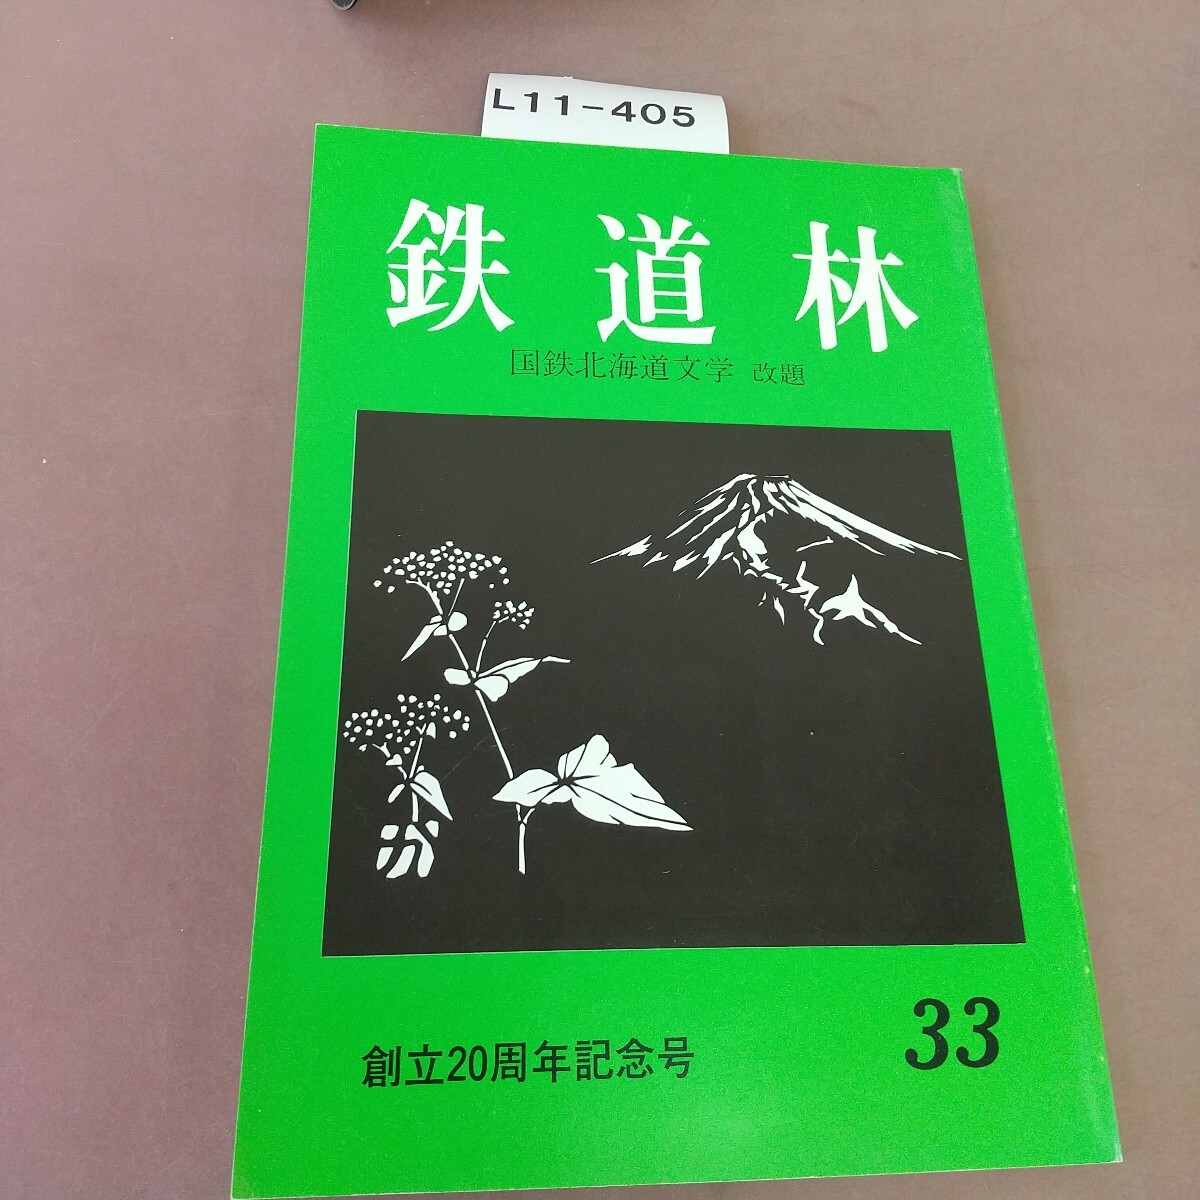 L11-405
鉄道林
国鉄北海道文学 改題
創立20周年記念号
33